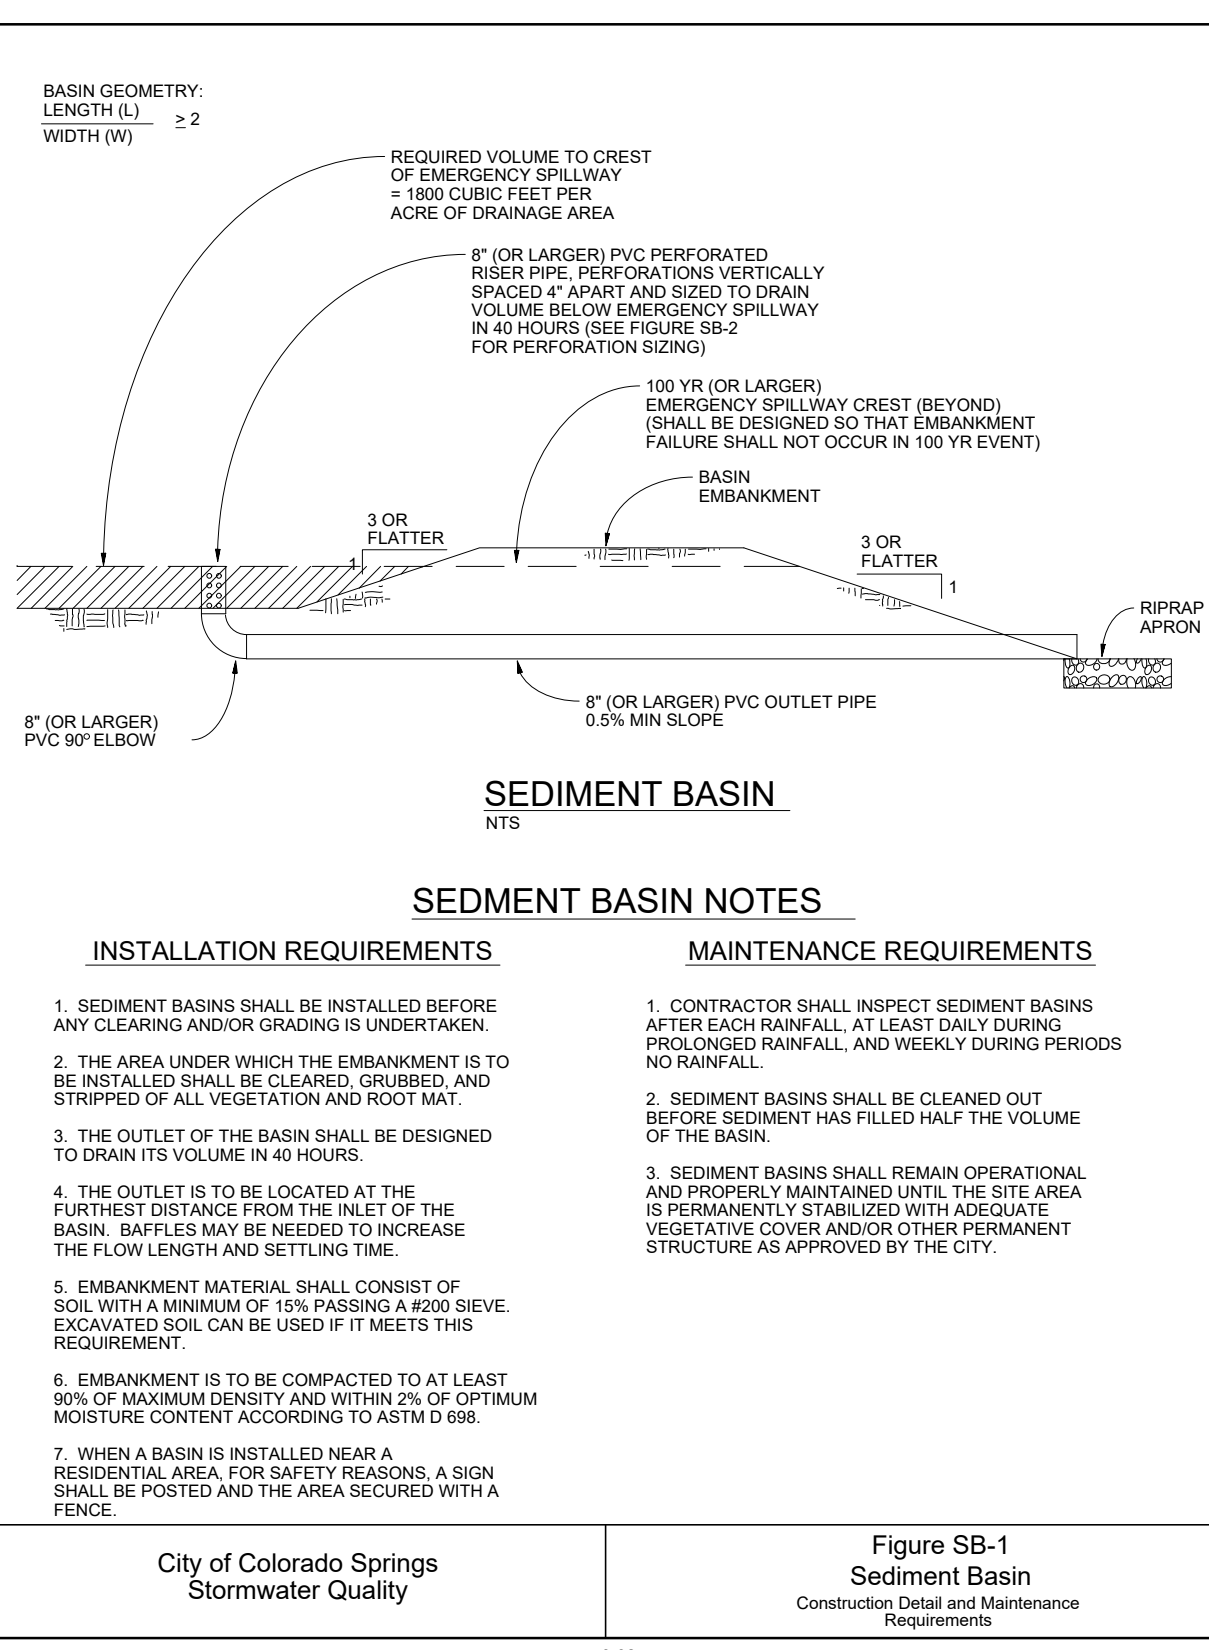 BASIN GEOMETRY:
LENGTH (L)
WIDTH (W)
≥ 2
REQUIRED VOLUME TO CREST
OF EMERGENCY SPILLWAY
= 1800 CUBIC FEET PER
ACRE OF DRAINAGE AREA
8" (OR LARGER) PVC PERFORATED
RISER PIPE, PERFORATIONS VERTICALLY
SPACED 4" APART AND SIZED TO DRAIN
VOLUME BELOW EMERGENCY SPILLWAY
IN 40 HOURS (SEE FIGURE SB-2
FOR PERFORATION SIZING)
100 YR (OR LARGER)
EMERGENCY SPILLWAY CREST (BEYOND)
(SHALL BE DESIGNED SO THAT EMBANKMENT
FAILURE SHALL NOT OCCUR IN 100 YR EVENT)
BASIN
EMBANKMENT
3 OR
FLATTER
1
3 OR
FLATTER
1
RIPRAP
APRON
8" (OR LARGER) PVC OUTLET PIPE
0.5% MIN SLOPE
8" (OR LARGER)
PVC 90° ELBOW
SEDIMENT BASIN
NTS
SEDMENT BASIN NOTES
INSTALLATION REQUIREMENTS
1. SEDIMENT BASINS SHALL BE INSTALLED BEFORE
ANY CLEARING AND/OR GRADING IS UNDERTAKEN.
2. THE AREA UNDER WHICH THE EMBANKMENT IS TO
BE INSTALLED SHALL BE CLEARED, GRUBBED, AND
STRIPPED OF ALL VEGETATION AND ROOT MAT.
3. THE OUTLET OF THE BASIN SHALL BE DESIGNED
TO DRAIN ITS VOLUME IN 40 HOURS.
4. THE OUTLET IS TO BE LOCATED AT THE
FURTHEST DISTANCE FROM THE INLET OF THE
BASIN. BAFFLES MAY BE NEEDED TO INCREASE
THE FLOW LENGTH AND SETTLING TIME.
5. EMBANKMENT MATERIAL SHALL CONSIST OF
SOIL WITH A MINIMUM OF 15% PASSING A #200 SIEVE.
EXCAVATED SOIL CAN BE USED IF IT MEETS THIS
REQUIREMENT.
6. EMBANKMENT IS TO BE COMPACTED TO AT LEAST
90% OF MAXIMUM DENSITY AND WITHIN 2% OF OPTIMUM
MOISTURE CONTENT ACCORDING TO ASTM D 698.
7. WHEN A BASIN IS INSTALLED NEAR A
RESIDENTIAL AREA, FOR SAFETY REASONS, A SIGN
SHALL BE POSTED AND THE AREA SECURED WITH A
FENCE.
MAINTENANCE REQUIREMENTS
1. CONTRACTOR SHALL INSPECT SEDIMENT BASINS
AFTER EACH RAINFALL, AT LEAST DAILY DURING
PROLONGED RAINFALL, AND WEEKLY DURING PERIODS
NO RAINFALL.
2. SEDIMENT BASINS SHALL BE CLEANED OUT
BEFORE SEDIMENT HAS FILLED HALF THE VOLUME
OF THE BASIN.
3. SEDIMENT BASINS SHALL REMAIN OPERATIONAL
AND PROPERLY MAINTAINED UNTIL THE SITE AREA
IS PERMANENTLY STABILIZED WITH ADEQUATE
VEGETATIVE COVER AND/OR OTHER PERMANENT
STRUCTURE AS APPROVED BY THE CITY.
City of Colorado Springs
Stormwater Quality
Figure SB-1
Sediment Basin
Construction Detail and Maintenance
Requirements